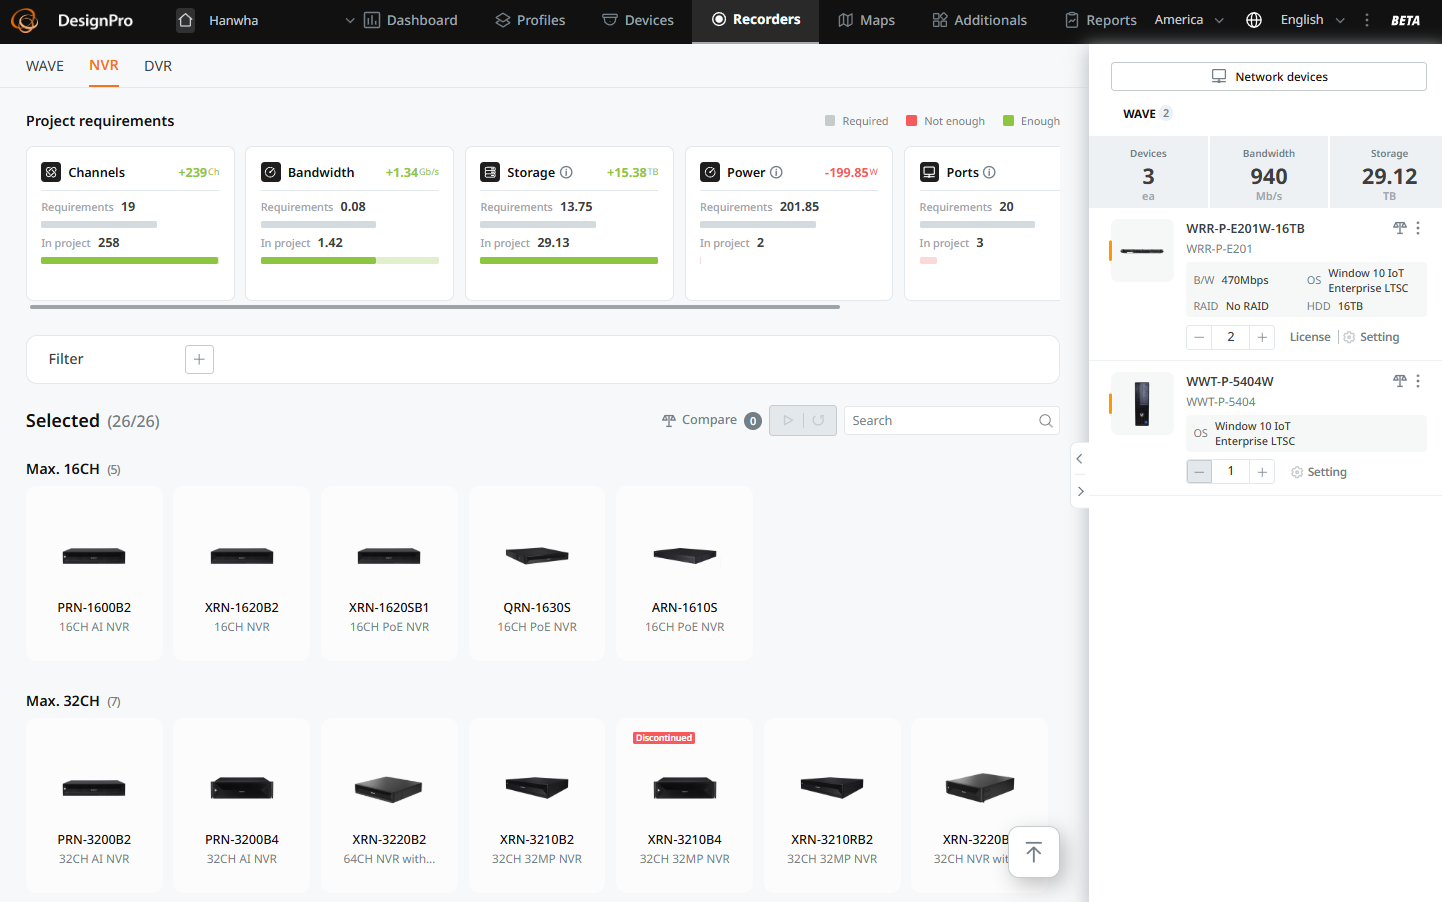 DesignPro
Hanwha
Dashboard
Profiles
Devices
Recorders
Maps
Additionals
Reports
America
English
BETA
WAVE
NVR
DVR
Project requirements
Required
Not enough
Enough
Channels
+239Ch
Requirements 19
In project 258
Bandwidth
+1.34Gb/s
Requirements 0.08
In project 1.42
Storage
+15.38TB
Requirements 13.75
In project 29.13
Power
-199.85W
Requirements 201.85
In project 2
Ports
Requirements 20
In project 3
Filter
Selected (26/26)
Compare 0
Search
Max. 16CH (5)
PRN-1600B2
16CH AI NVR
XRN-1620B2
16CH NVR
XRN-1620SB1
16CH PoE NVR
QRN-1630S
16CH PoE NVR
ARN-1610S
16CH PoE NVR
Max. 32CH (7)
PRN-3200B2
32CH AI NVR
PRN-3200B4
32CH AI NVR
XRN-3220B2
64CH NVR with...
XRN-3210B2
32CH 32MP NVR
Discontinued
XRN-3210B4
32CH 32MP NVR
XRN-3210RB2
32CH 32MP NVR
XRN-3220B
32CH NVR wit
Network devices
WAVE 2
Devices
3
ea
Bandwidth
940
Mb/s
Storage
29.12
TB
WRR-P-E201W-16TB
WRR-P-E201
B/W 470Mbps
OS Window 10 IoT
Enterprise LTSC
RAID No RAID
HDD 16TB
2
License
Setting
WWT-P-5404W
WWT-P-5404
OS Window 10 IoT
Enterprise LTSC
1
Setting